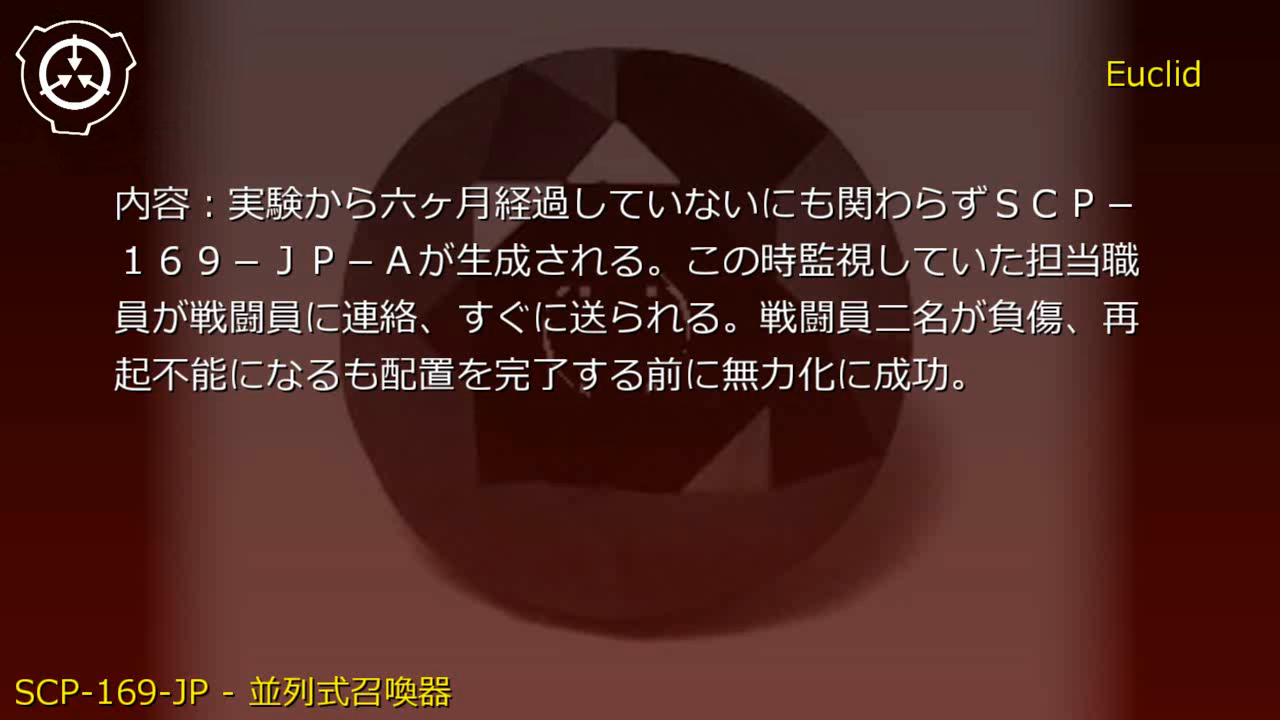 Euclid
内容：実験から六ヶ月経過していないにも関わらずＳＣＰ－
１６９－ＪＰ－Ａが生成される。この時監視していた担当職
員が戦闘員に連絡、すぐに送られる。戦闘員二名が負傷、再
起不能になるも配置を完了する前に無力化に成功。
SCP-169-JP - 並列式召喚器